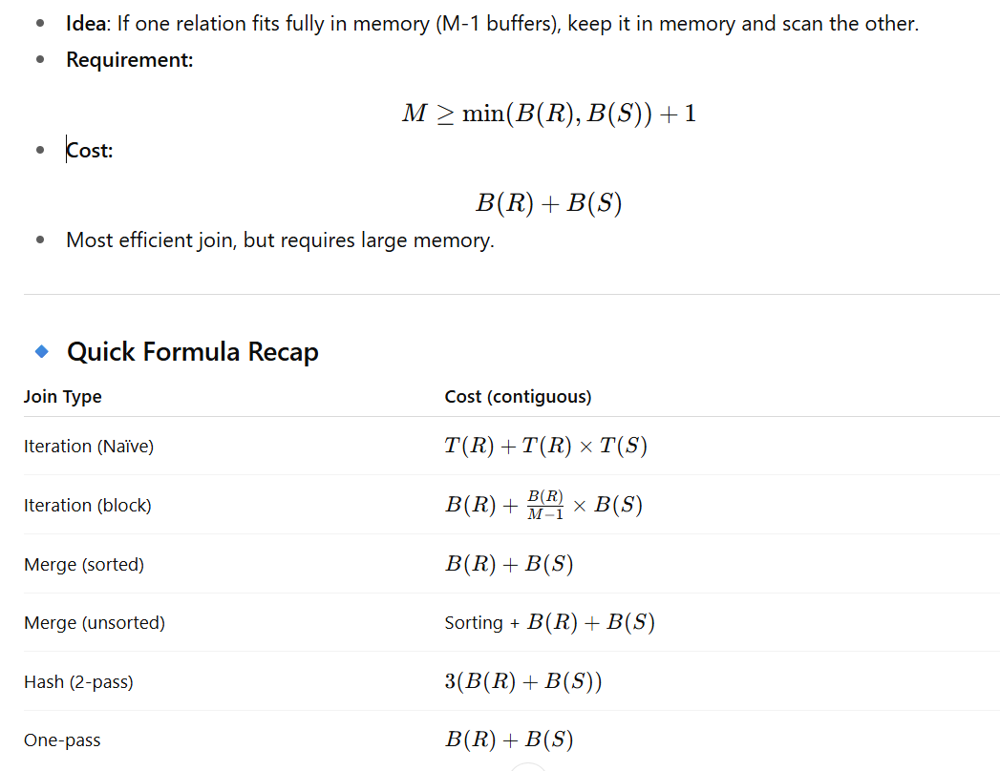 Idea: If one relation fits fully in memory (M-1 buffers), keep it in memory and scan the other.
Requirement:
M ≥ min(B(R), B(S)) + 1
Cost:
B(R) + B(S)
Most efficient join, but requires large memory.
Quick Formula Recap
Join Type Cost (contiguous)
Iteration (Naïve) T(R) + T(R) × T(S)
Iteration (block) B(R) + B(R)/M−1 × B(S)
Merge (sorted) B(R) + B(S)
Merge (unsorted) Sorting + B(R) + B(S)
Hash (2-pass) 3(B(R) + B(S))
One-pass B(R) + B(S)